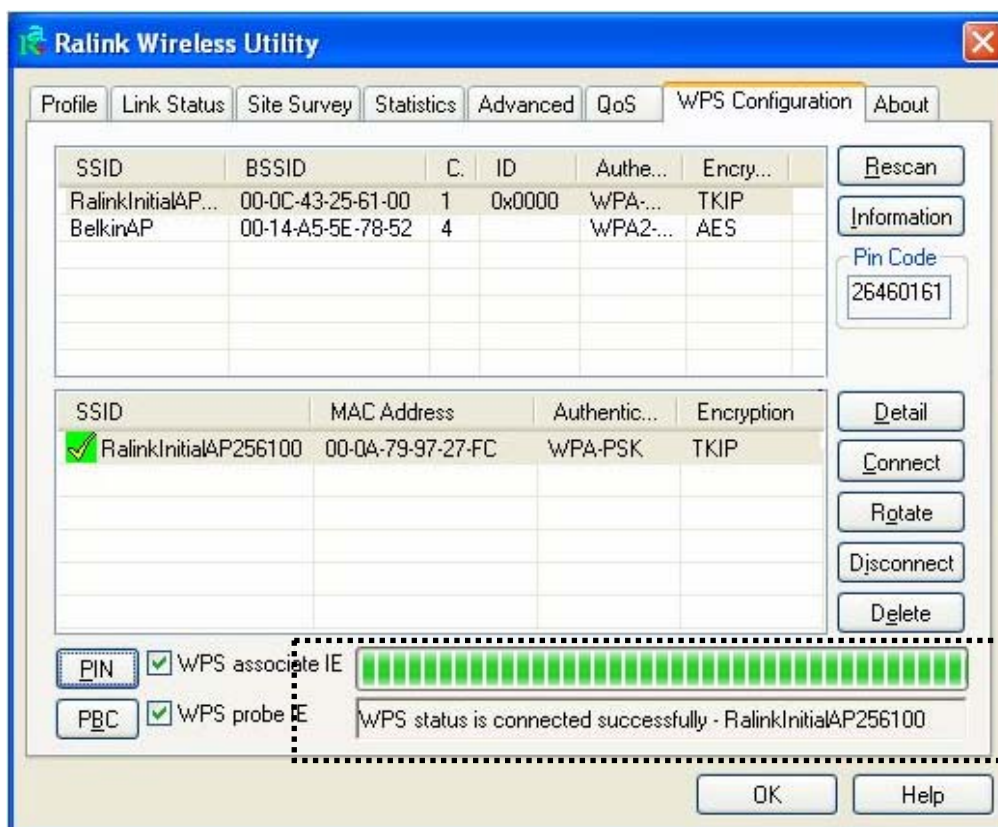 Ralink Wireless Utility
Profile Link Status Site Survey Statistics Advanced QoS WPS Configuration About
SSID BSSID C. ID Authe... Encry...
RalinkInitialAP... 00-0C-43-25-61-00 1 0x0000 WPA-... TKIP
BelkinAP 00-14-A5-5E-78-52 4 WPA2-... AES
Rescan
Information
Pin Code
26460161
SSID MAC Address Authentic... Encryption
RalinkInitialAP256100 00-0A-79-97-27-FC WPA-PSK TKIP
Detail
Connect
Rotate
Disconnect
Delete
PIN WPS associate IE
PBC WPS probe IE WPS status is connected successfully - RalinkInitialAP256100
OK Help